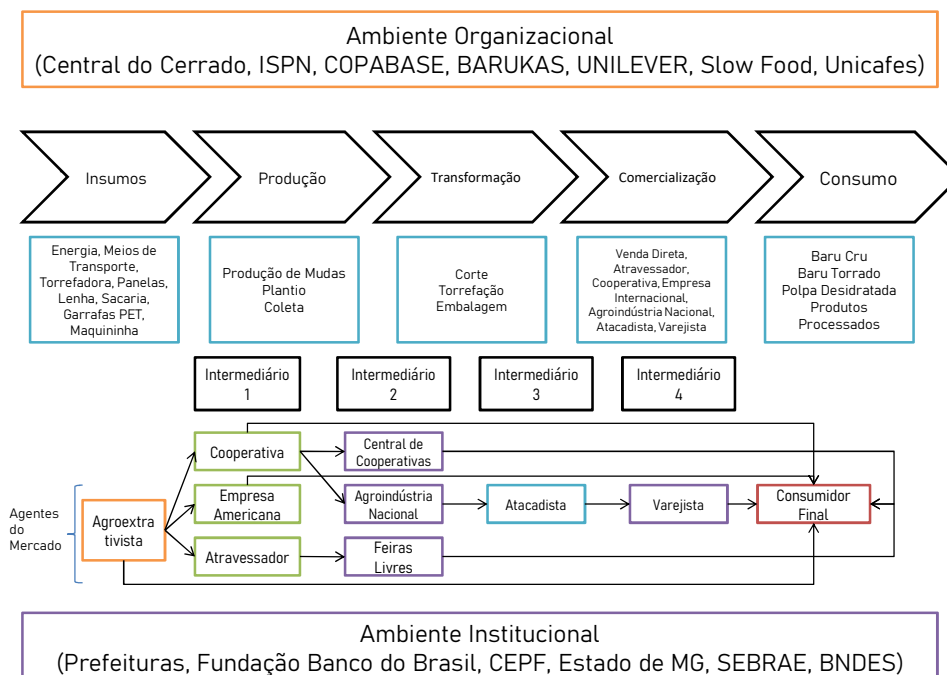 Ambiente Organizacional
(Central do Cerrado, ISPN, COPABASE, BARUKAS, UNILEVER, Slow Food, Unicafes)
Insumos
Produção
Transformação
Comercialização
Consumo
Energia, Meios de
Transporte,
Torrefadora, Panelas,
Lenha, Sacaria,
Garrafas PET,
Maquininha
Produção de Mudas
Plantio
Coleta
Corte
Torrefação
Embalagem
Venda Direta,
Atravessador,
Cooperativa, Empresa
Internacional,
Agroindústria Nacional,
Atacadista, Varejista
Baru Cru
Baru Torrado
Polpa Desidratada
Produtos
Processados
Intermediário
1
Intermediário
2
Intermediário
3
Intermediário
4
Agentes
do
Mercado
Agroextra
tivista
Cooperativa
Central de
Cooperativas
Empresa
Americana
Agroindústria
Nacional
Atacadista
Varejista
Consumidor
Final
Atravessador
Feiras
Livres
Ambiente Institucional
(Prefeituras, Fundação Banco do Brasil, CEPF, Estado de MG, SEBRAE, BNDES)